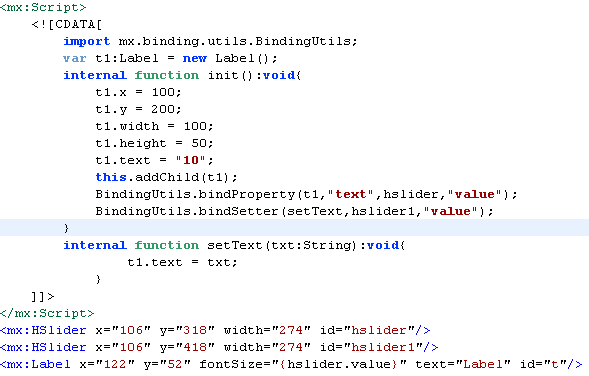 <mx:Script>
<![CDATA[
import mx.binding.utils.BindingUtils;
var t1:Label = new Label();
internal function init():void{
t1.x = 100;
t1.y = 200;
t1.width = 100;
t1.height = 50;
t1.text = "10";
this.addChild(t1);
BindingUtils.bindProperty(t1,"text",hslider,"value");
BindingUtils.bindSetter(setText,hslider1,"value");
}
internal function setText(txt:String):void{
t1.text = txt;
}
]]>
</mx:Script>
<mx:HSlider x="106" y="318" width="274" id="hslider"/>
<mx:HSlider x="106" y="418" width="274" id="hslider1"/>
<mx:Label x="122" y="52" fontSize="{hslider.value}" text="Label" id="t"/>